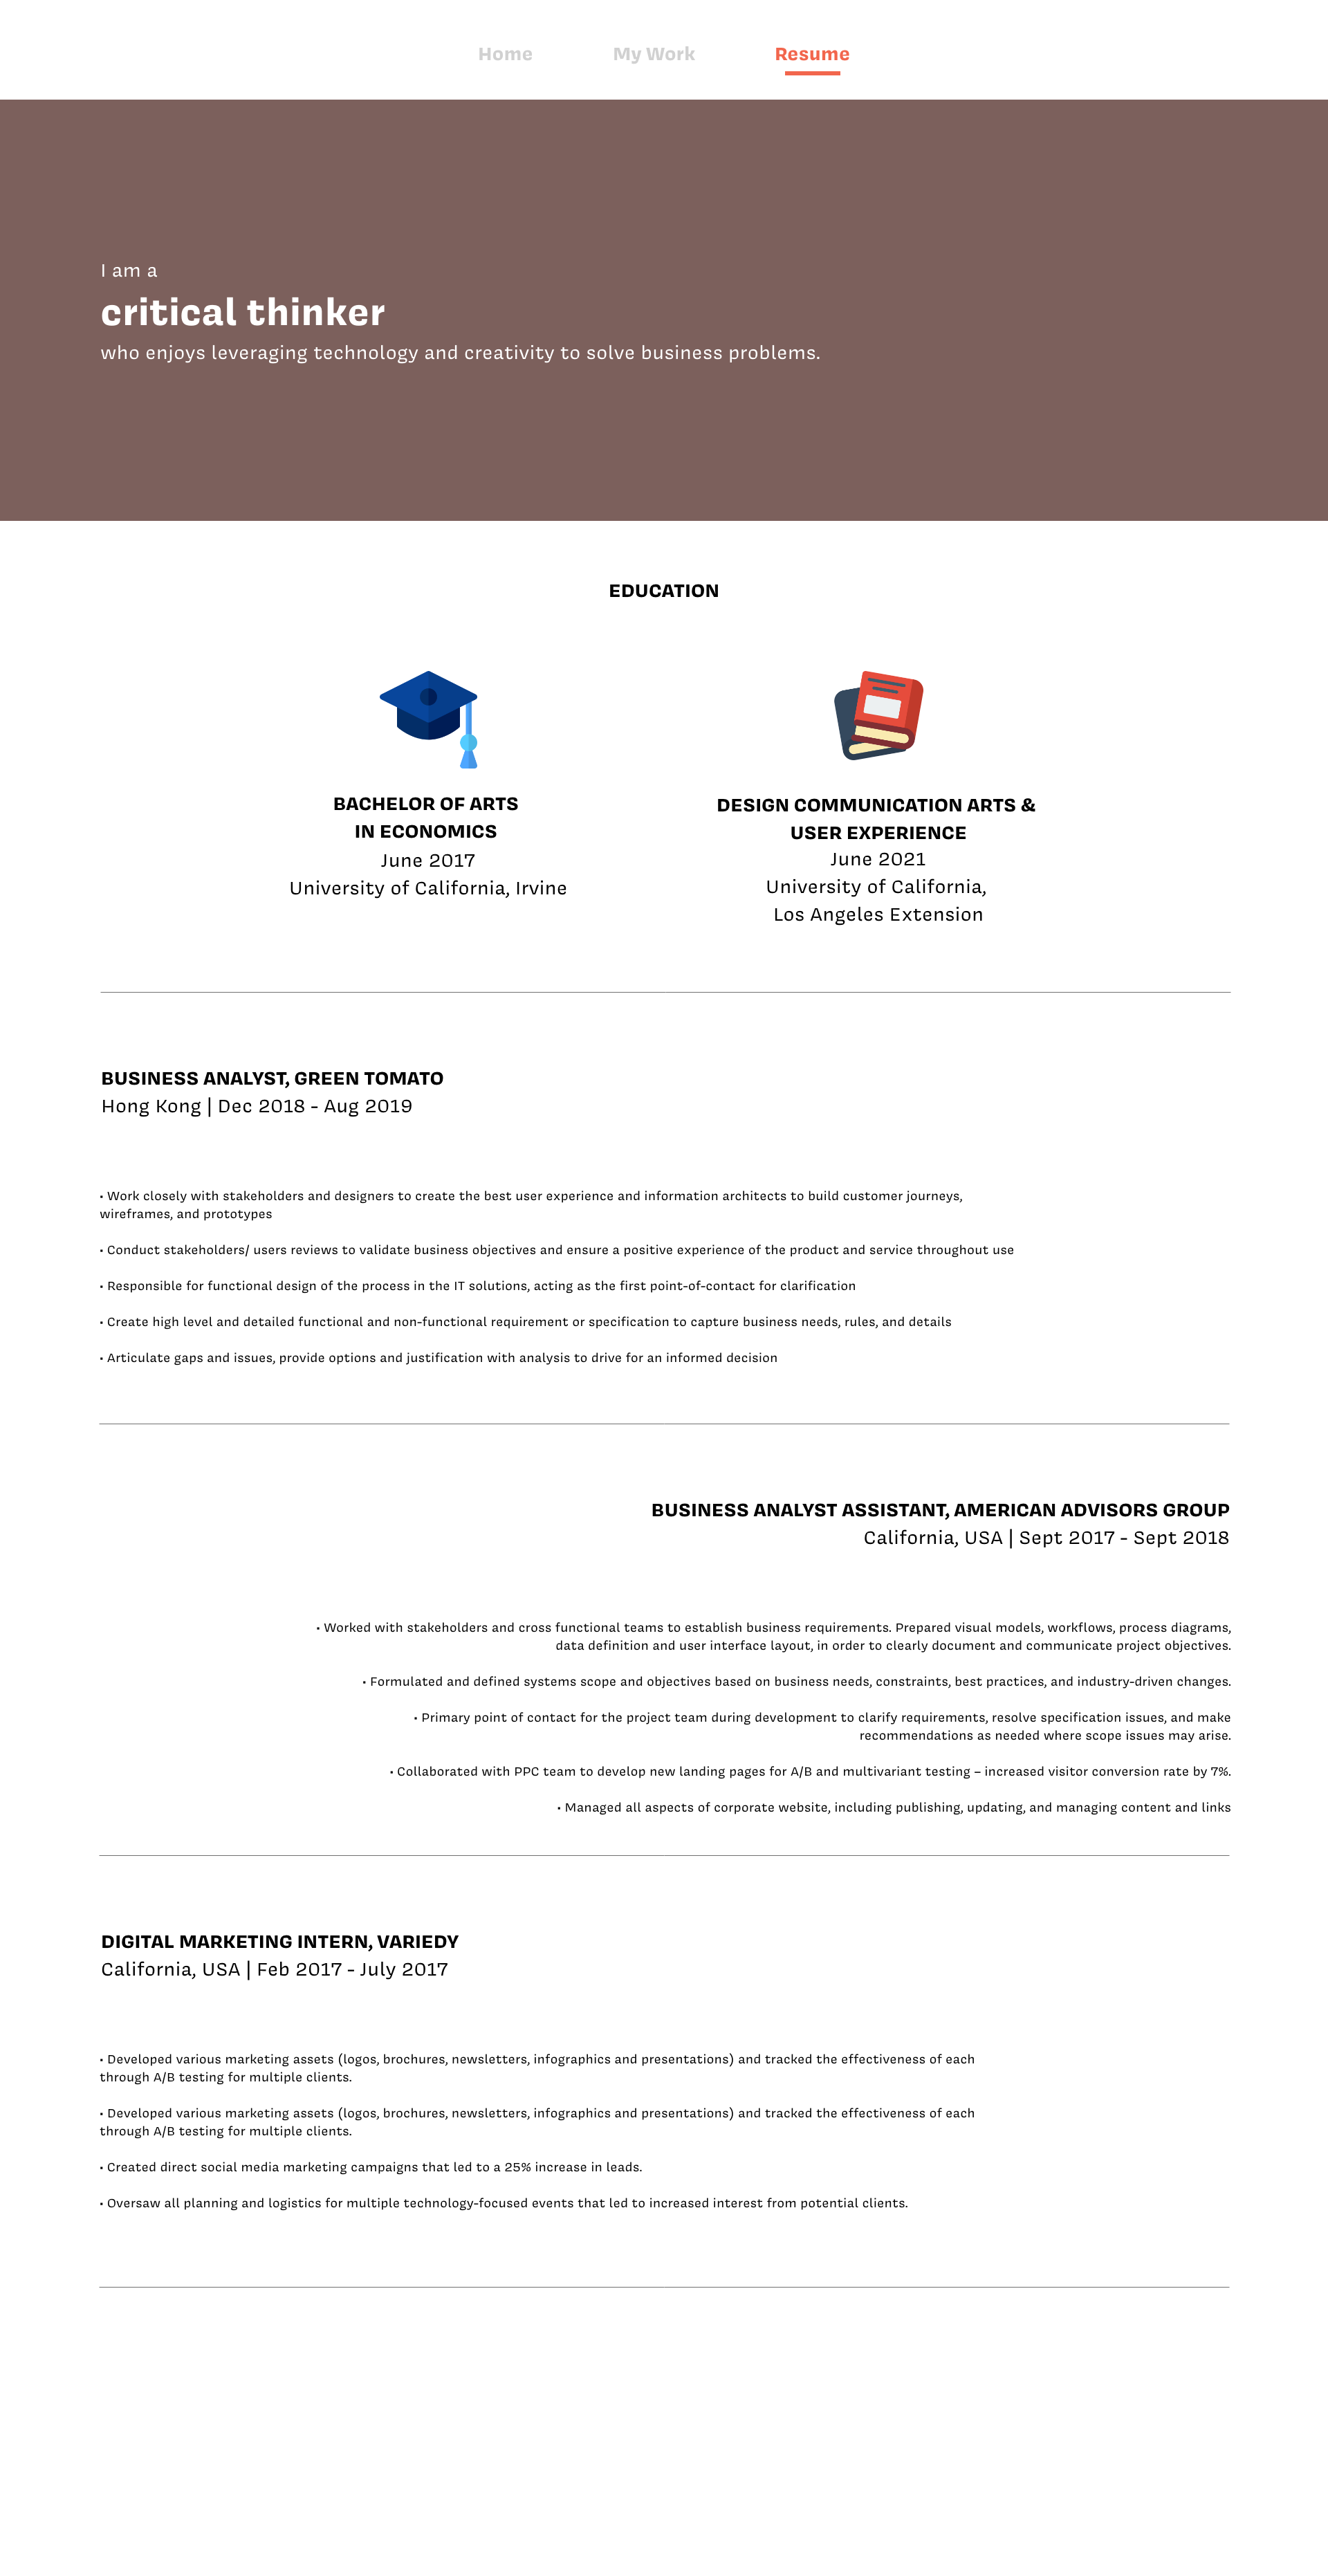 Home My Work Resume
I am a
critical thinker
who enjoys leveraging technology and creativity to solve business problems.
EDUCATION
BACHELOR OF ARTS
IN ECONOMICS
June 2017
University of California, Irvine
DESIGN COMMUNICATION ARTS &
USER EXPERIENCE
June 2021
University of California,
Los Angeles Extension
BUSINESS ANALYST, GREEN TOMATO
Hong Kong | Dec 2018 - Aug 2019
• Work closely with stakeholders and designers to create the best user experience and information architects to build customer journeys,
wireframes, and prototypes
• Conduct stakeholders/ users reviews to validate business objectives and ensure a positive experience of the product and service throughout use
• Responsible for functional design of the process in the IT solutions, acting as the first point-of-contact for clarification
• Create high level and detailed functional and non-functional requirement or specification to capture business needs, rules, and details
• Articulate gaps and issues, provide options and justification with analysis to drive for an informed decision
BUSINESS ANALYST ASSISTANT, AMERICAN ADVISORS GROUP
California, USA | Sept 2017 - Sept 2018
• Worked with stakeholders and cross functional teams to establish business requirements. Prepared visual models, workflows, process diagrams,
data definition and user interface layout, in order to clearly document and communicate project objectives.
• Formulated and defined systems scope and objectives based on business needs, constraints, best practices, and industry-driven changes.
• Primary point of contact for the project team during development to clarify requirements, resolve specification issues, and make
recommendations as needed where scope issues may arise.
• Collaborated with PPC team to develop new landing pages for A/B and multivariant testing – increased visitor conversion rate by 7%.
• Managed all aspects of corporate website, including publishing, updating, and managing content and links
DIGITAL MARKETING INTERN, VARIEDY
California, USA | Feb 2017 - July 2017
• Developed various marketing assets (logos, brochures, newsletters, infographics and presentations) and tracked the effectiveness of each
through A/B testing for multiple clients.
• Developed various marketing assets (logos, brochures, newsletters, infographics and presentations) and tracked the effectiveness of each
through A/B testing for multiple clients.
• Created direct social media marketing campaigns that led to a 25% increase in leads.
• Oversaw all planning and logistics for multiple technology-focused events that led to increased interest from potential clients.